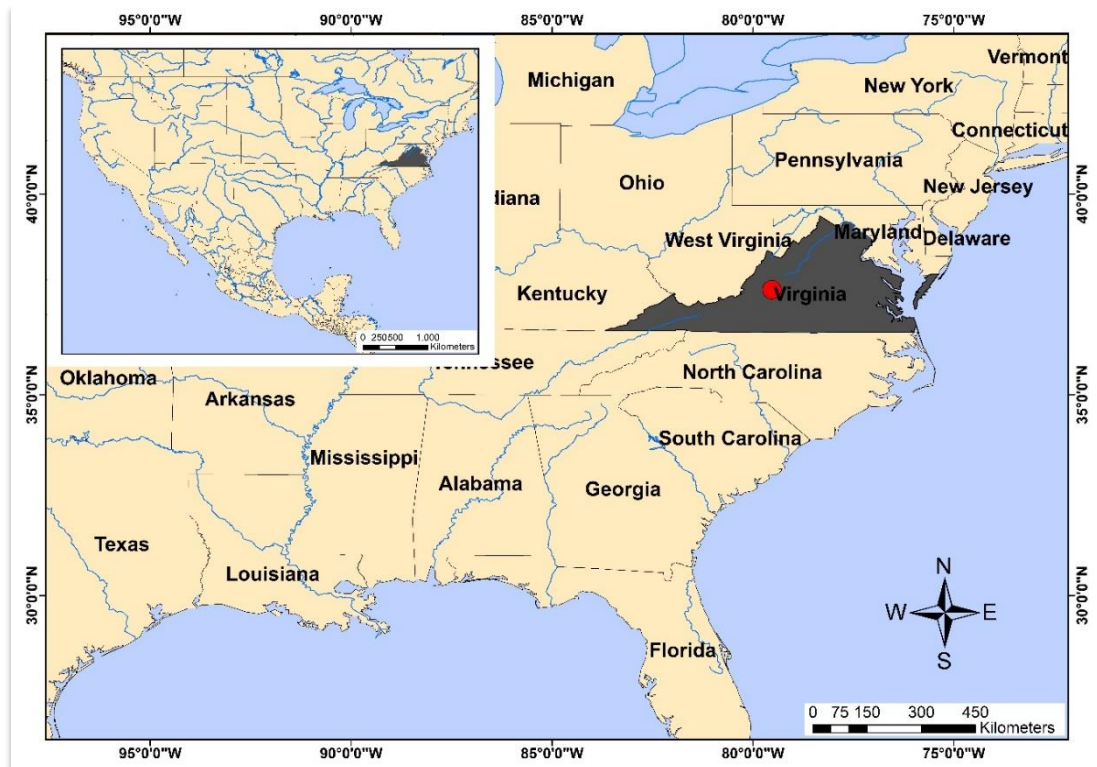 95°0'0"W 90°0'0"W 85°0'0"W 80°0'0"W 75°0'0"W
Vermont
Michigan
New York
Connecticut
Pennsylvania
Ohio
New Jersey
diana
West Virginia
Maryland
Delaware
Kentucky
Virginia
0 250 500 1.000
Kilometers
nessee
North Carolina
Oklahoma
Arkansas
South Carolina
Mississippi
Alabama
Georgia
Texas
Louisiana
Florida
N
W E
S
0 75 150 300 450
Kilometers
40°0'0"N
35°0'0"N
30°0'0"N
40°0'0"N
35°0'0"N
30°0'0"N
95°0'0"W 90°0'0"W 85°0'0"W 80°0'0"W 75°0'0"W